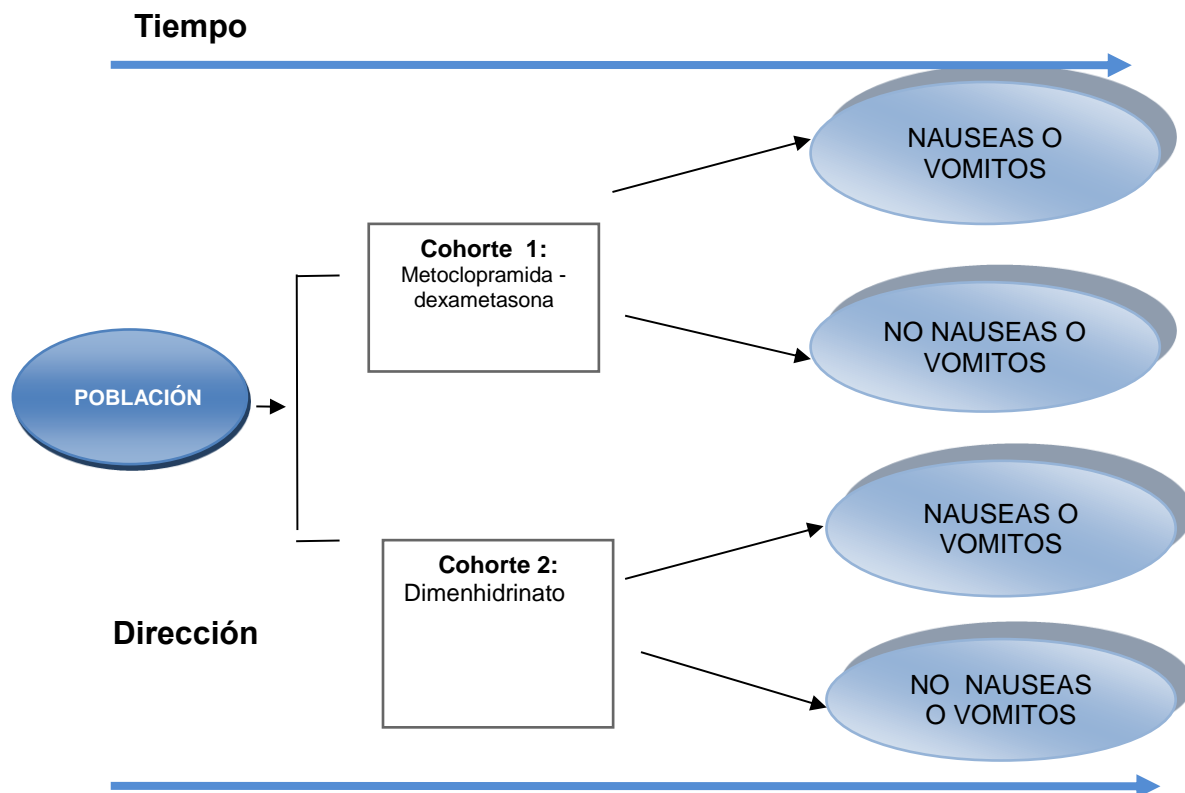 Tiempo
NAUSEAS O
VOMITOS
Cohorte 1:
Metoclopramida -
dexametasona
NO NAUSEAS O
VOMITOS
POBLACIÓN
NAUSEAS O
VOMITOS
Cohorte 2:
Dimenhidrinato
Dirección
NO NAUSEAS
O VOMITOS